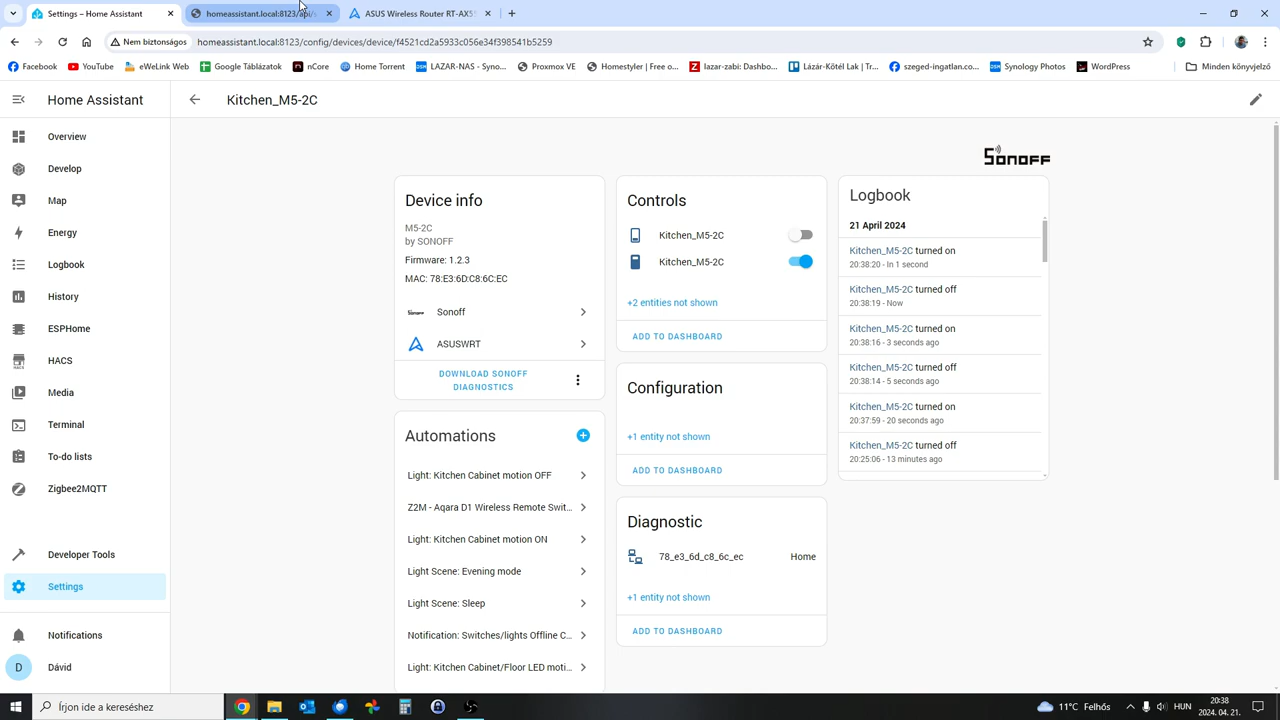 Settings – Home Assistant
homeassistant.local:8123/api/s
ASUS Wireless Router RT-AX55
Nem biztonságos
homeassistant.local:8123/config/devices/device/f4521cd2a5933c056e34f398541b5259
Facebook
YouTube
eWeLink Web
Google Táblázatok
nCore
Home Torrent
LAZAR-NAS - Syno...
Proxmox VE
Homestyler | Free o...
lazar-zabi: Dashbo...
Lázár-Kötél Lak | Tr...
szeged-ingatlan.co...
Synology Photos
WordPress
Minden könyvjelző
Home Assistant
Kitchen_M5-2C
Overview
Develop
Map
Energy
Logbook
History
ESPHome
HACS
Media
Terminal
To-do lists
Zigbee2MQTT
Developer Tools
Settings
Notifications
D
Dávid
SONOFF
Device info
M5-2C
by SONOFF
Firmware: 1.2.3
MAC: 78:E3:6D:C8:6C:EC
Sonoff
ASUSWRT
DOWNLOAD SONOFF
DIAGNOSTICS
Automations
Light: Kitchen Cabinet motion OFF
Z2M - Aqara D1 Wireless Remote Swit...
Light: Kitchen Cabinet motion ON
Light Scene: Evening mode
Light Scene: Sleep
Notification: Switches/lights Offline C...
Light: Kitchen Cabinet/Floor LED moti...
Controls
Kitchen_M5-2C
Kitchen_M5-2C
+2 entities not shown
ADD TO DASHBOARD
Configuration
+1 entity not shown
ADD TO DASHBOARD
Diagnostic
78_e3_6d_c8_6c_ec
Home
+1 entity not shown
ADD TO DASHBOARD
Logbook
21 April 2024
Kitchen_M5-2C turned on
20:38:20 - In 1 second
Kitchen_M5-2C turned off
20:38:19 - Now
Kitchen_M5-2C turned off
20:38:16 - 3 seconds ago
Kitchen_M5-2C turned off
20:38:14 - 5 seconds ago
Kitchen_M5-2C turned on
20:37:59 - 20 seconds ago
Kitchen_M5-2C turned off
20:25:06 - 13 minutes ago
Írjon ide a kereséshez
11°C Felhős
HUN
20:38
2024. 04. 21.